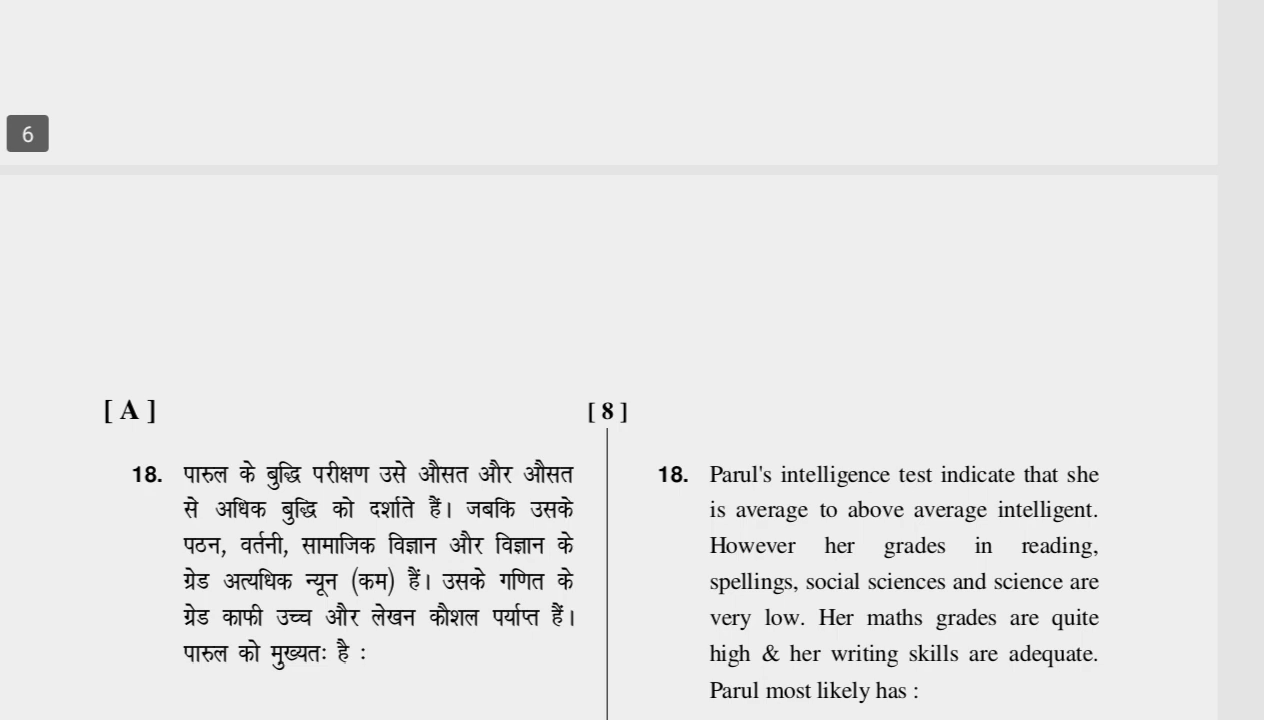 6
[ A ]
[ 8 ]
18. पारुल के बुद्धि परीक्षण उसे औसत और औसत
से अधिक बुद्धि को दर्शाते हैं। जबकि उसके
पठन, वर्तनी, सामाजिक विज्ञान और विज्ञान के
ग्रेड अत्यधिक न्यून (कम) हैं। उसके गणित के
ग्रेड काफी उच्च और लेखन कौशल पर्याप्त हैं।
पारुल को मुख्यतः है :
18. Parul's intelligence test indicate that she
is average to above average intelligent.
However her grades in reading,
spellings, social sciences and science are
very low. Her maths grades are quite
high & her writing skills are adequate.
Parul most likely has :